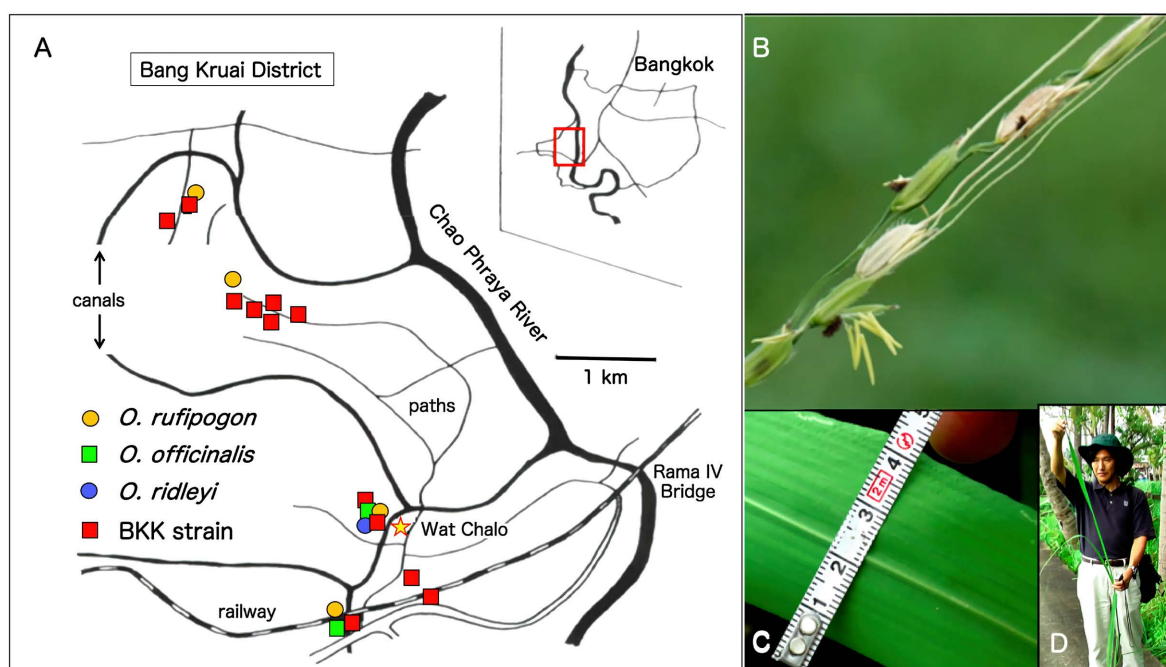 A
Bang Kruai District
Bangkok
Chao Phraya River
canals
1 km
paths
O. rufipogon
O. officinalis
O. ridleyi
BKK strain
Rama IV
Bridge
Wat Chalo
railway
B
C
1 2 3 2m 4 5
D